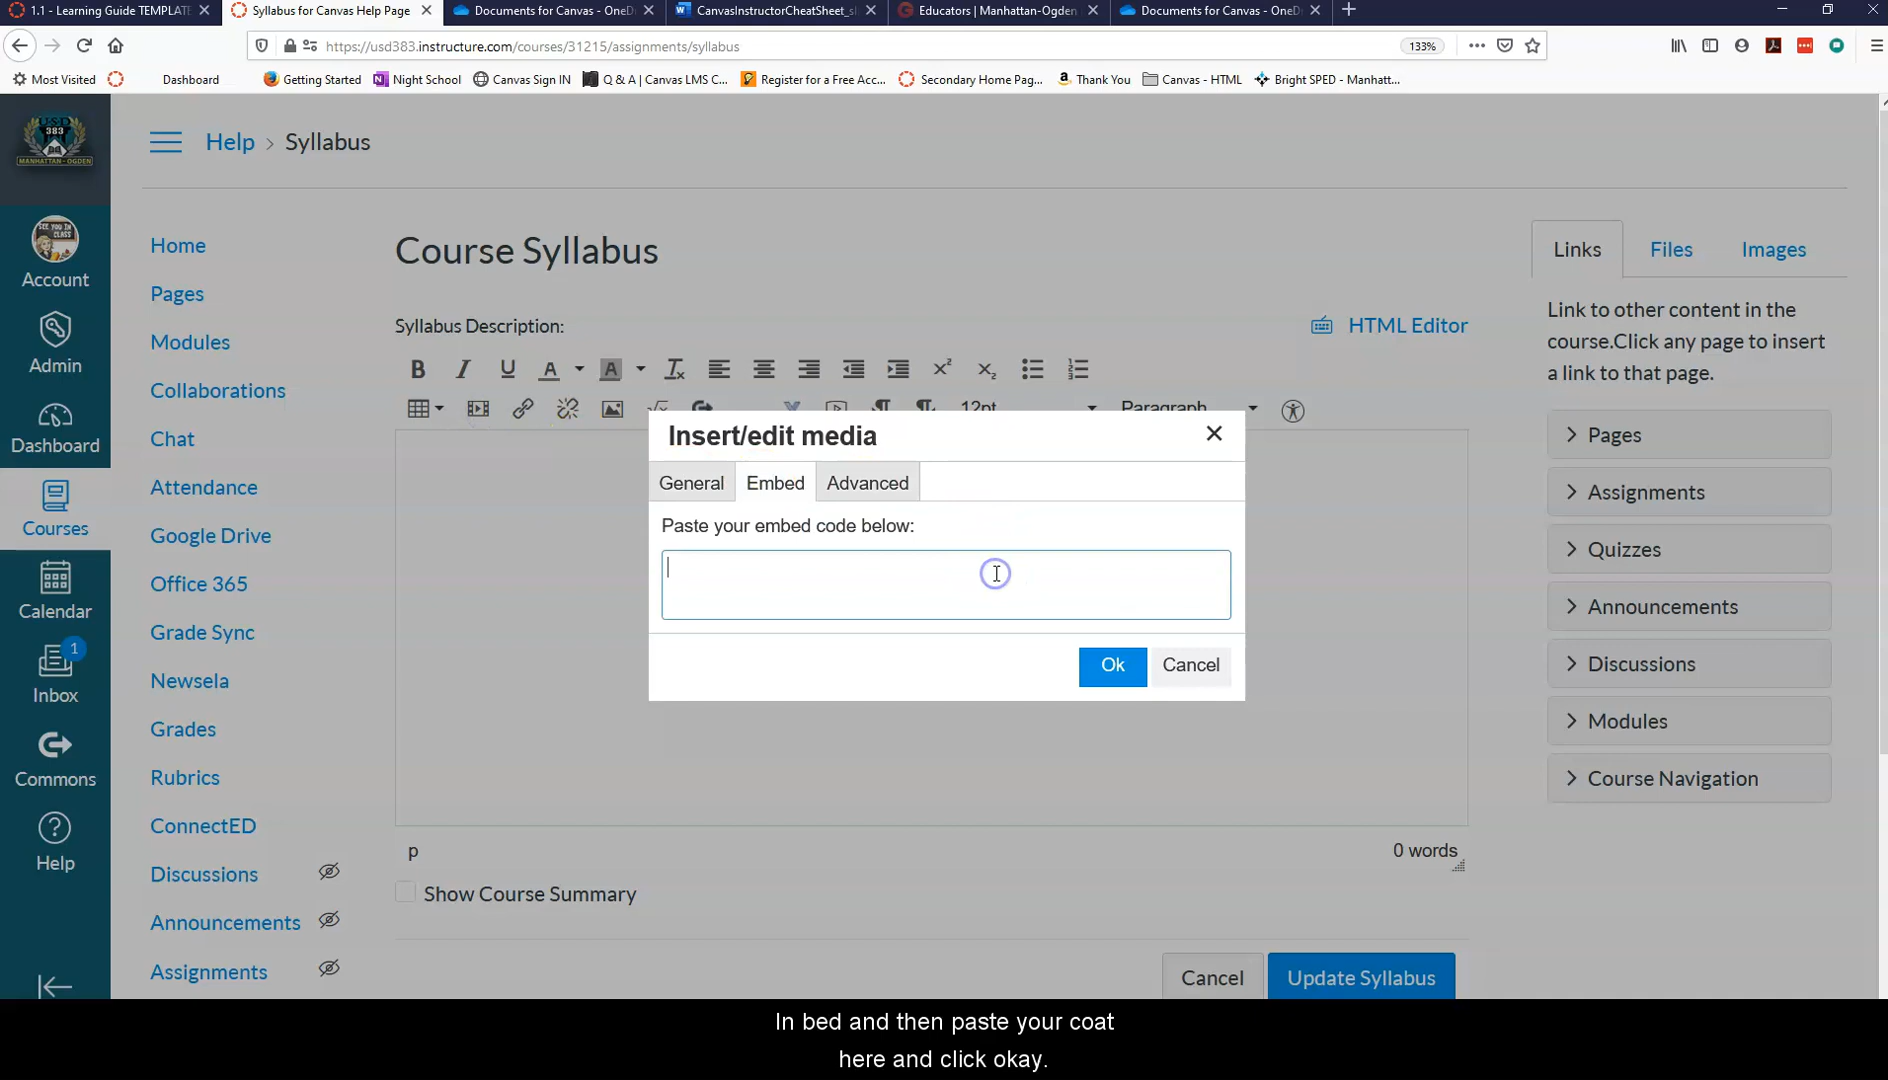 1.1 - Learning Guide TEMPLATE
Syllabus for Canvas Help Page
Documents for Canvas - OneD
CanvasInstructorCheatSheet_s
Educators | Manhattan-Ogden
Documents for Canvas - OneD
https://usd383.instructure.com/courses/31215/assignments/syllabus
133%
Most Visited
Dashboard
Getting Started
Night School
Canvas Sign IN
Q & A | Canvas LMS C...
Register for a Free Acc...
Secondary Home Pag...
Thank You
Canvas - HTML
Bright SPED - Manhatt...
USD
383
MANHATTAN - OGDEN
SEE YOU IN
CLASS
Account
Admin
Dashboard
Courses
Calendar
1
Inbox
Commons
Help
Help > Syllabus
Home
Pages
Modules
Collaborations
Chat
Attendance
Google Drive
Office 365
Grade Sync
Newsela
Grades
Rubrics
ConnectED
Discussions
Announcements
Assignments
Course Syllabus
Syllabus Description:
HTML Editor
12pt
Paragraph
Insert/edit media
General
Embed
Advanced
Paste your embed code below:
Ok
Cancel
p
0 words
Show Course Summary
Cancel
Update Syllabus
Links
Files
Images
Link to other content in the
course.Click any page to insert
a link to that page.
Pages
Assignments
Quizzes
Announcements
Discussions
Modules
Course Navigation
In bed and then paste your coat
here and click okay.